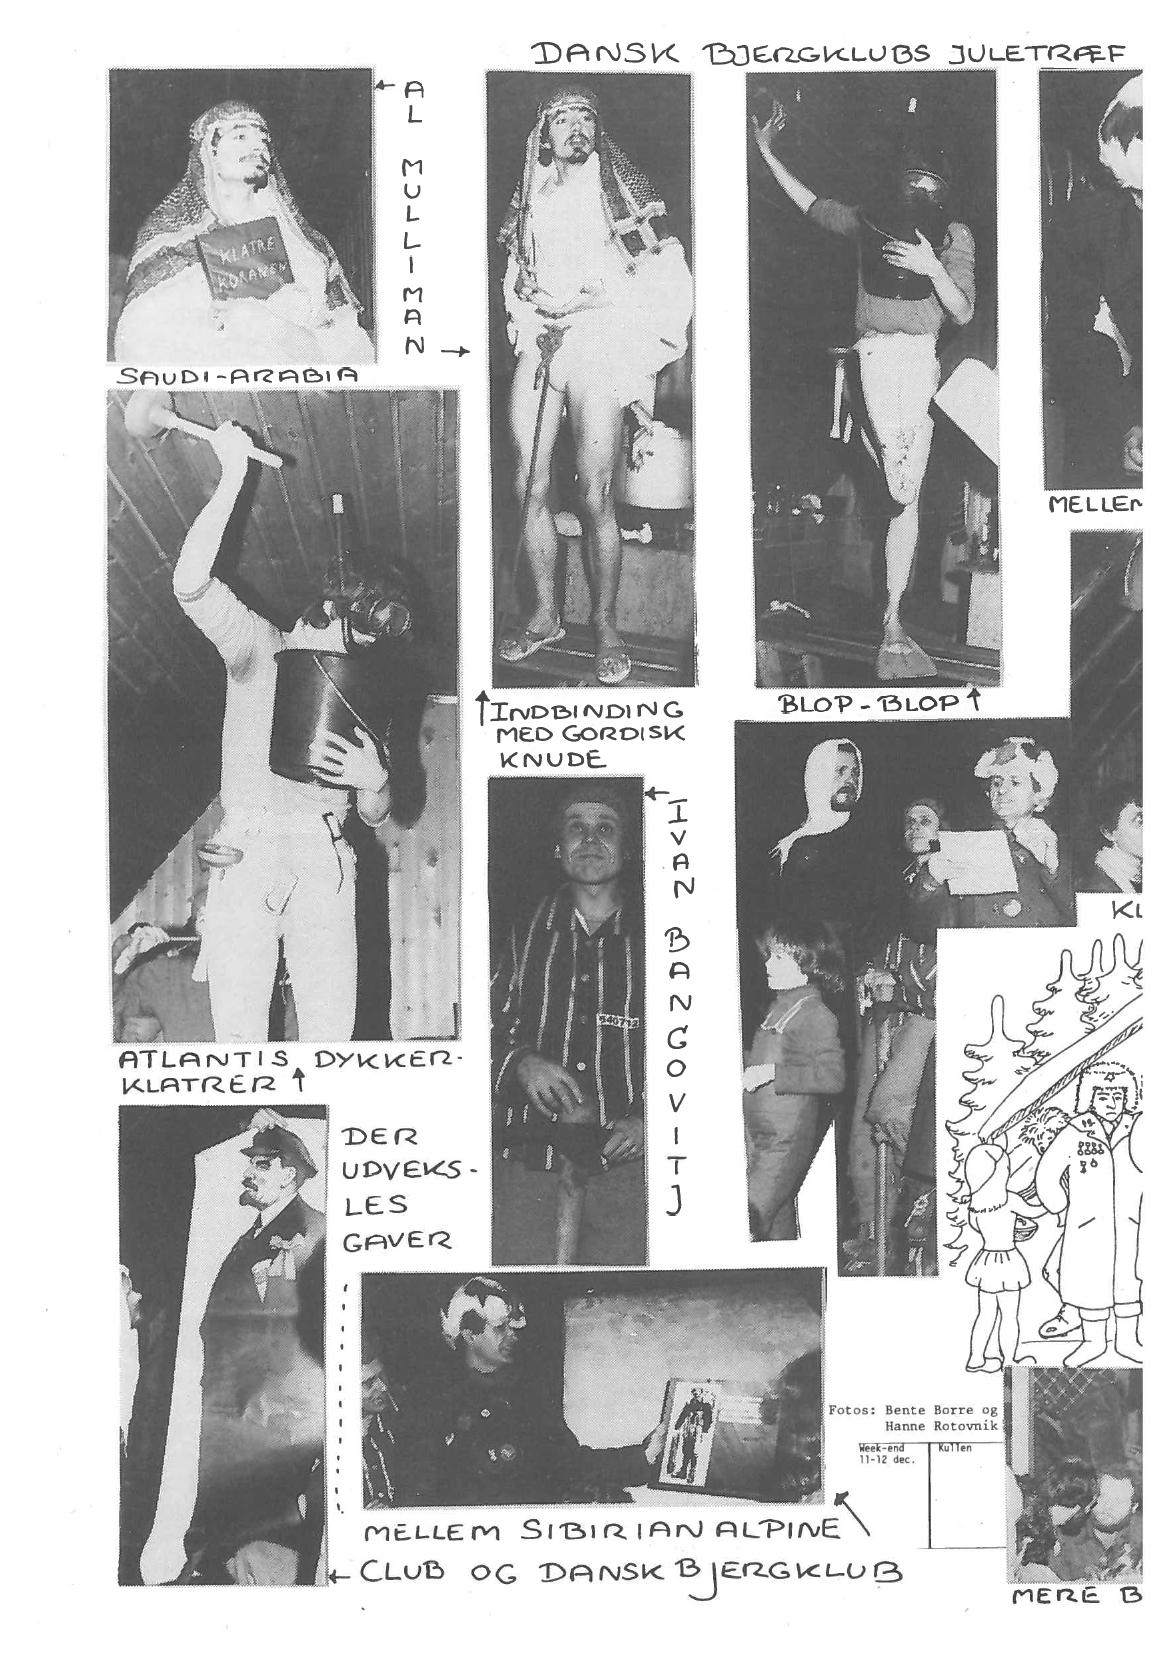 DANSK BJERGKLUBS JULETRÆF
AL MULLIMAN
KLATRE
KORANEN
SAUDI-ARABIA
MELLEM
INDBINDING
MED GORDISK
KNUDE
BLOP-BLOP
IVAN BANGOVITJ
KL
ATLANTIS DYKKER-
KLATRER
DER
UDVEKS-
LES
GAVER
Fotos: Bente Borre og
Hanne Rotovnik
Week-end
11-12 dec.
Kullen
MELLEM SIBIRIAN ALPINE
CLUB OG DANSK BJERGKLUB
MERE B